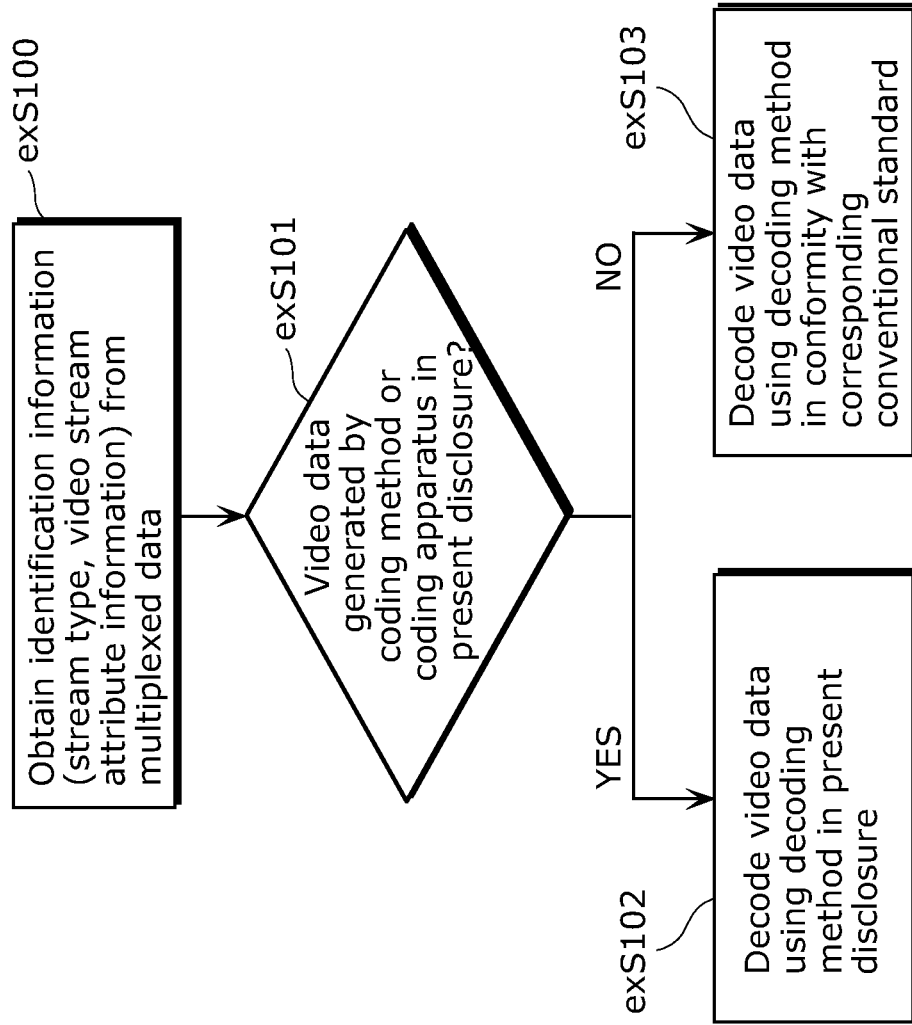 exS100
Obtain identification information
(stream type, video stream
attribute information) from
multiplexed data
exS101
Video data
generated by
coding method or
coding apparatus in
present disclosure?
YES
NO
exS102
Decode video data
using decoding
method in present
disclosure
exS103
Decode video data
using decoding method
in conformity with
corresponding
conventional standard